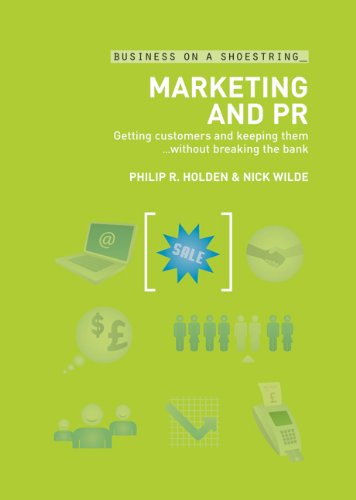 BUSINESS ON A SHOESTRING_
MARKETING
AND PR
Getting customers and keeping them
...without breaking the bank
PHILIP R. HOLDEN & NICK WILDE
@
SALE
$£
£